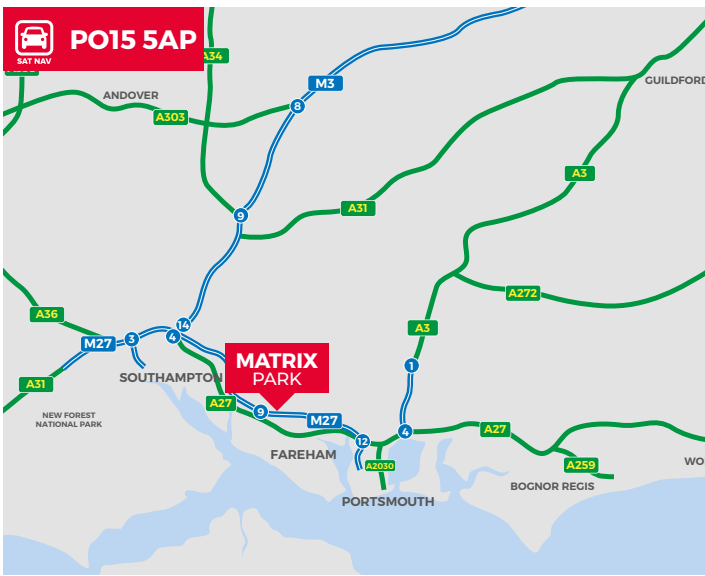 SAT NAV
PO15 5AP
A34
M3
GUILDFORD
ANDOVER
8
A303
A3
A31
9
A272
A36
14
4
3
M27
A3
MATRIX
PARK
1
SOUTHAMPTON
A31
A27
9
M27
NEW FOREST
NATIONAL PARK
12
4
A27
FAREHAM
A2030
A259
PORTSMOUTH
BOGNOR REGIS
WO